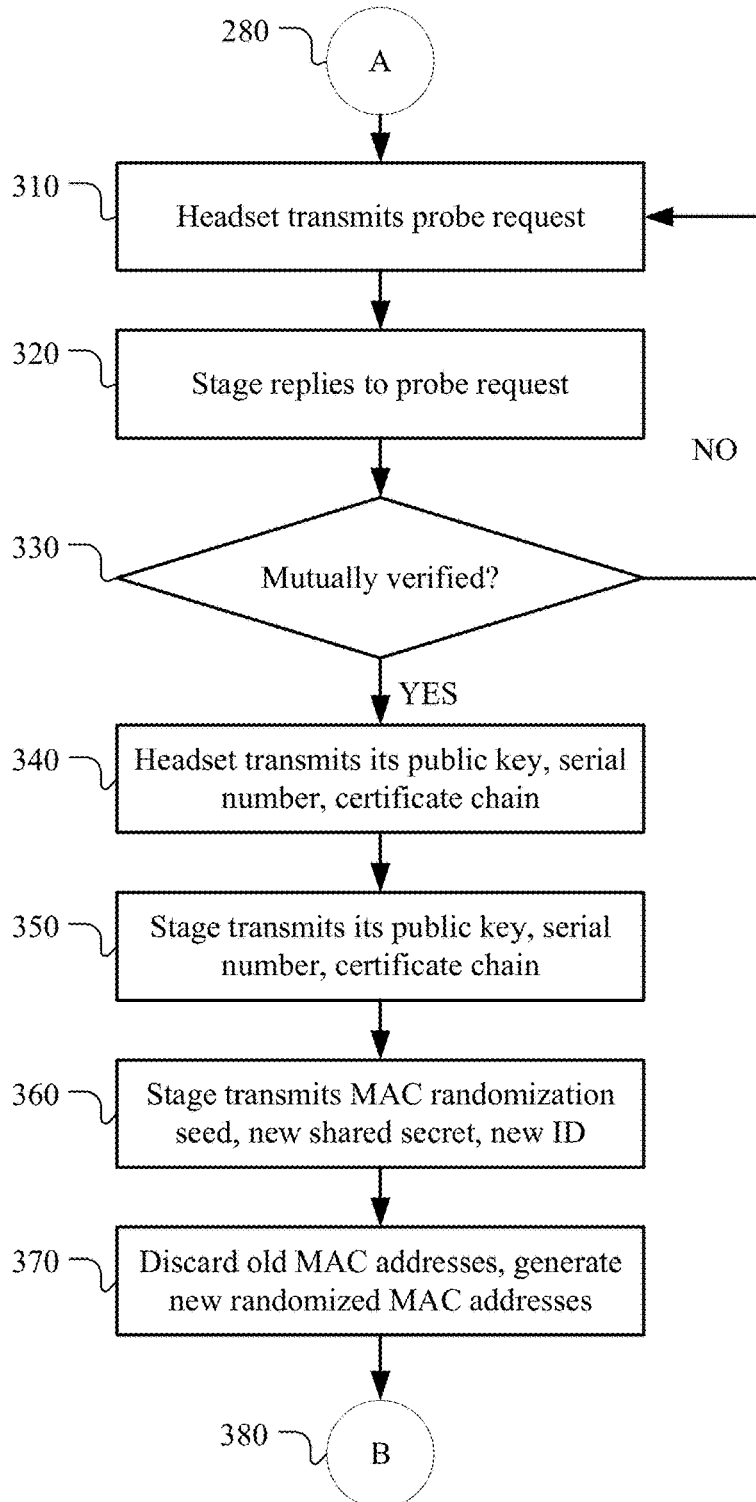 280
A
310
Headset transmits probe request
320
Stage replies to probe request
NO
330
Mutually verified?
YES
340
Headset transmits its public key, serial
number, certificate chain
350
Stage transmits its public key, serial
number, certificate chain
360
Stage transmits MAC randomization
seed, new shared secret, new ID
370
Discard old MAC addresses, generate
new randomized MAC addresses
380
B